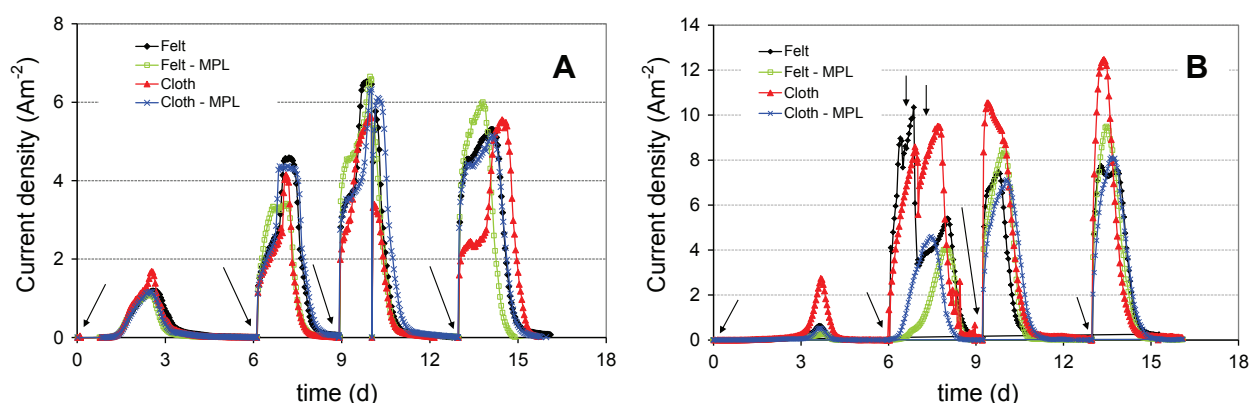 A
Current density (Am⁻²)
8
6
4
2
0
Felt
Felt - MPL
Cloth
Cloth - MPL
0 3 6 9 12 15 18
time (d)
B
Current density (Am⁻²)
14
12
10
8
6
4
2
0
Felt
Felt - MPL
Cloth
Cloth - MPL
0 3 6 9 12 15 18
time (d)